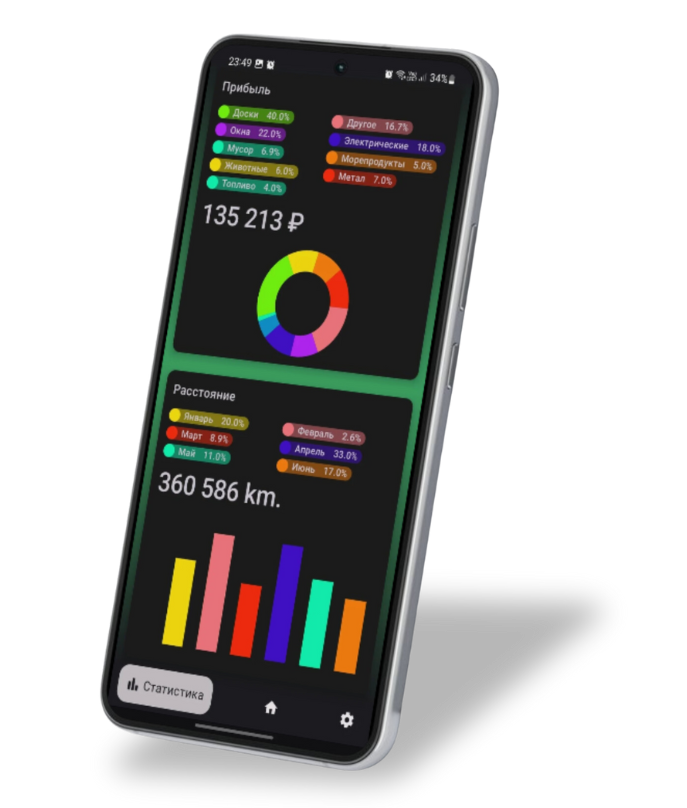 23:49 34%
Прибыль
Доски 40.0% Другое 16.7%
Окна 22.0% Электрические 18.0%
Мусор 6.9% Морепродукты 5.0%
Животные 6.0% Метал 7.0%
Топливо 4.0%
135 213 ₽
Расстояние
Январь 20.0% Февраль 2.6%
Март 8.9% Апрель 33.0%
Май 11.0% Июнь 17.0%
360 586 km.
Статистика